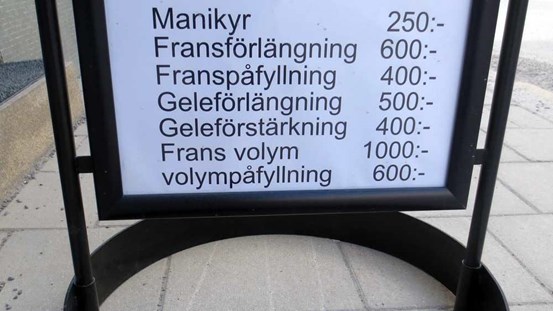 Manikyr 250:-
Fransförlängning 600:-
Franspåfyllning 400:-
Geleförlängning 500:-
Geleförstärkning 400:-
Frans volym 1000:-
volympåfyllning 600:-